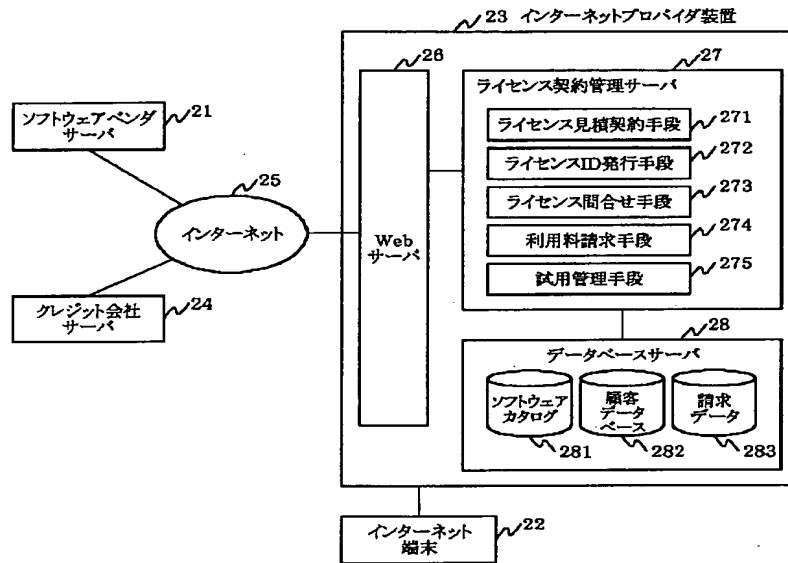 23 インターネットプロバイダ装置
26
27
ライセンス契約管理サーバ
ライセンス見積契約手段
271
ライセンスID発行手段
272
ライセンス問合せ手段
273
利用料請求手段
274
試用管理手段
275
ソフトウェアベンダ
サーバ
21
25
インターネット
Web
サーバ
クレジット会社
サーバ
24
28
データベースサーバ
ソフトウェア
カタログ
281
顧客
データ
ベース
282
請求
データ
283
インターネット
端末
22